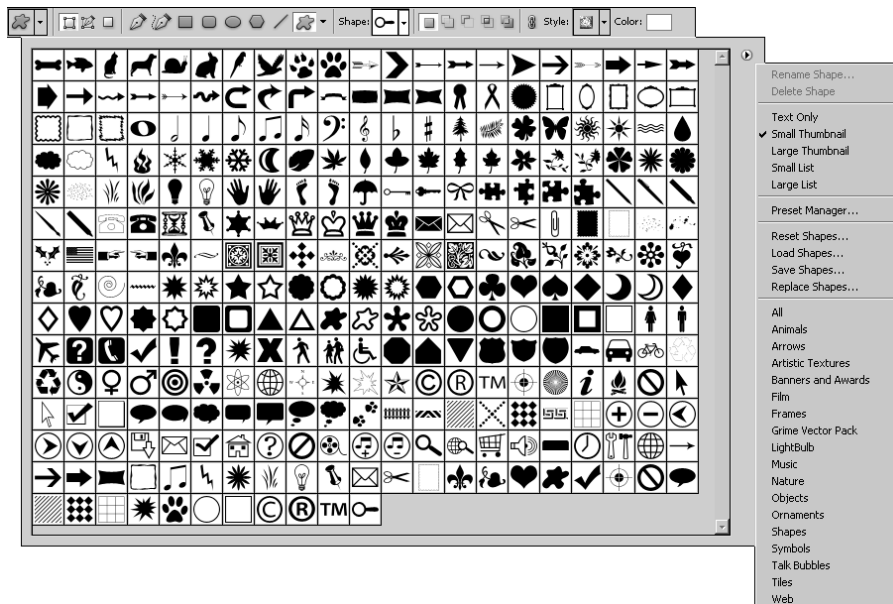 Shape:
Style:
Color:
Rename Shape...
Delete Shape
Text Only
Small Thumbnail
Large Thumbnail
Small List
Large List
Preset Manager...
Reset Shapes...
Load Shapes...
Save Shapes...
Replace Shapes...
All
Animals
Arrows
Artistic Textures
Banners and Awards
Film
Frames
Grime Vector Pack
LightBulb
Music
Nature
Objects
Ornaments
Shapes
Symbols
Talk Bubbles
Tiles
Web
TM
TM